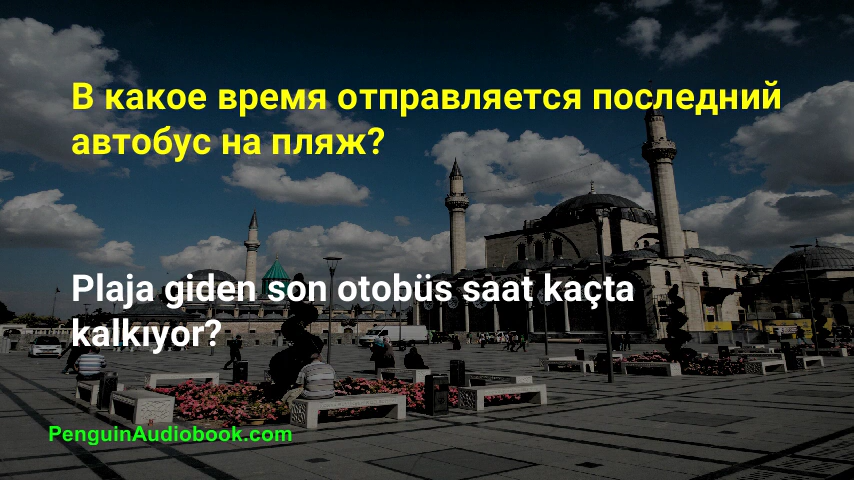 В какое время отправляется последний
автобус на пляж?
Plaja giden son otobüs saat kaçta
kalkıyor?
PenguinAudiobook.com